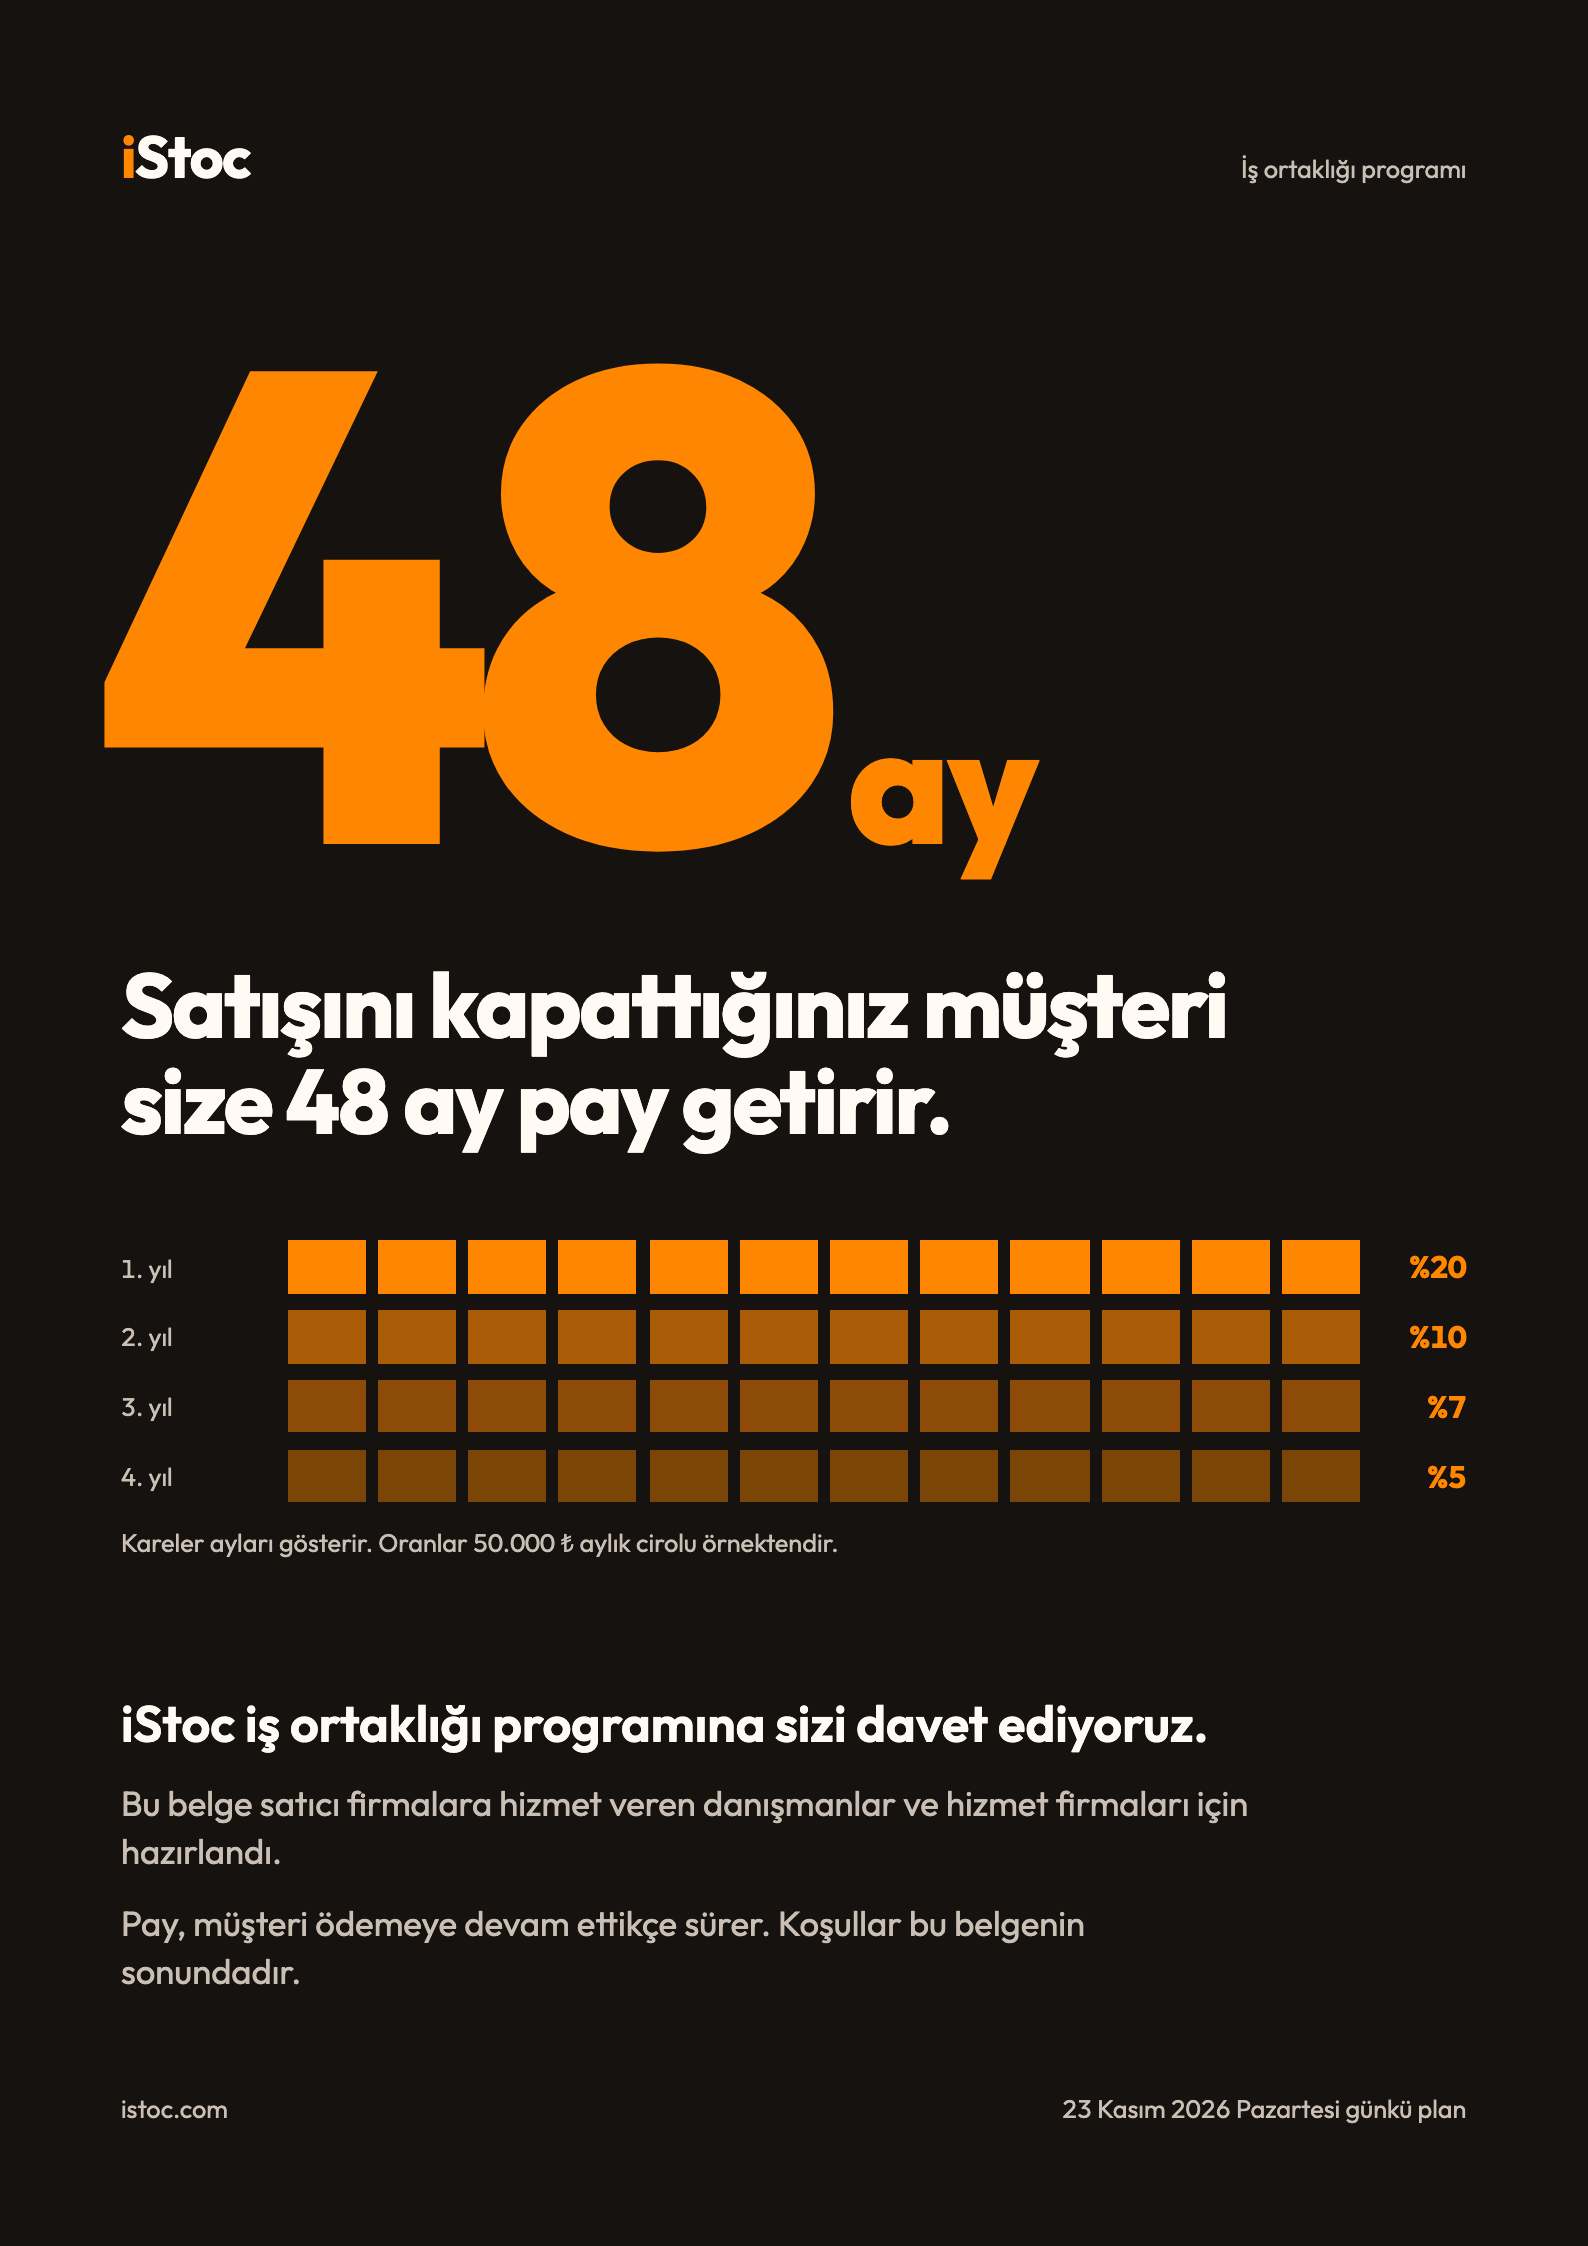 iStoc
İş ortaklığı programı
48 ay
Satışını kapattığınız müşteri
size 48 ay pay getirir.
1. yıl %20
2. yıl %10
3. yıl %7
4. yıl %5
Kareler ayları gösterir. Oranlar 50.000 ₺ aylık cirolu örnektendir.
iStoc iş ortaklığı programına sizi davet ediyoruz.
Bu belge satıcı firmalara hizmet veren danışmanlar ve hizmet firmaları için
hazırlandı.
Pay, müşteri ödemeye devam ettikçe sürer. Koşullar bu belgenin
sonundadır.
istoc.com
23 Kasım 2026 Pazartesi günkü plan